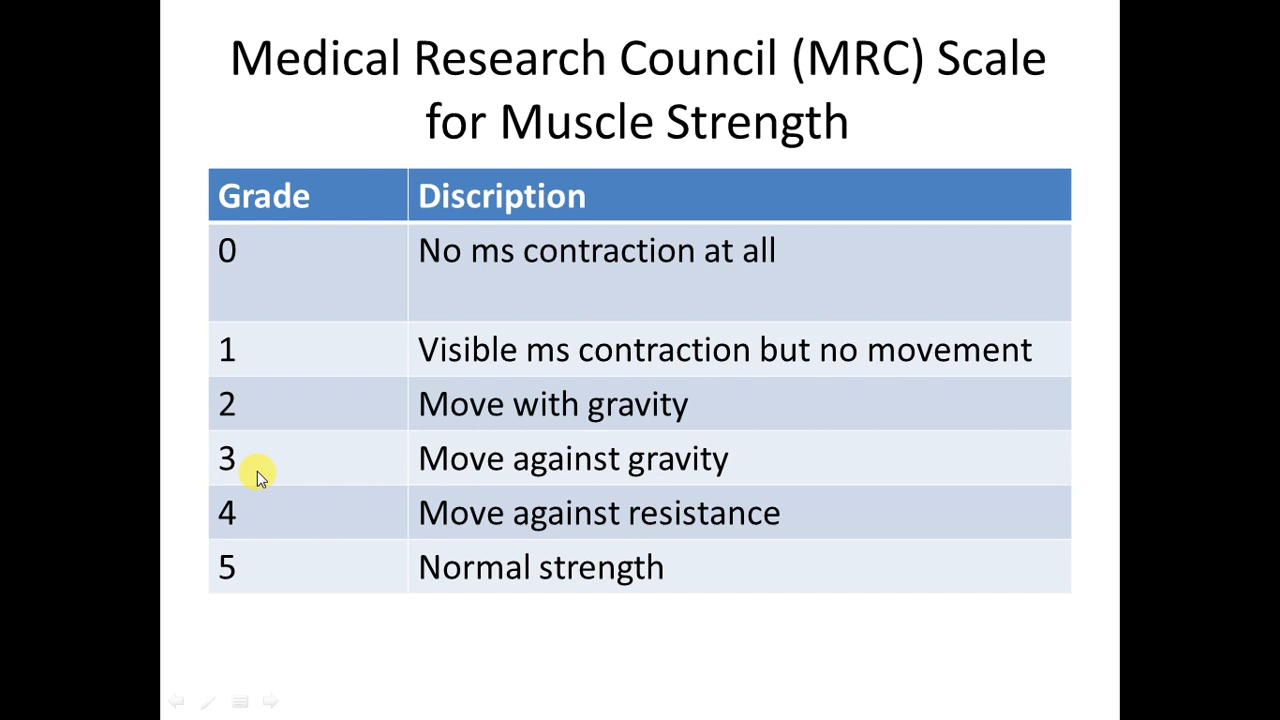 Medical Research Council (MRC) Scale
for Muscle Strength
Grade Discription
0 No ms contraction at all
1 Visible ms contraction but no movement
2 Move with gravity
3 Move against gravity
4 Move against resistance
5 Normal strength